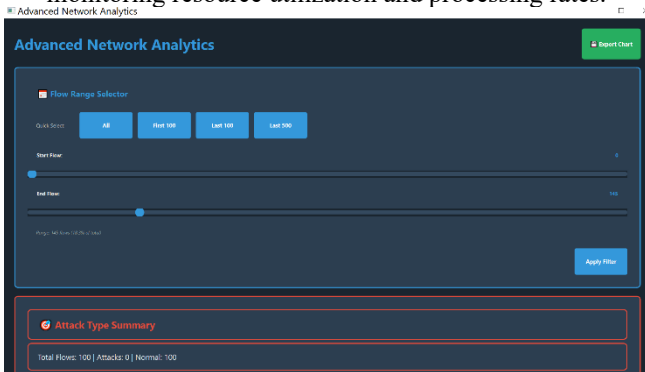 monitoring resource utilization and processing rates.
Advanced Network Analytics
Advanced Network Analytics
Export Chart
Flow Range Selector
Quick Select: All First 100 Last 100 Last 500
Start Flow: 0
End Flow:
Apply Filter
Attack Type Summary
Total Flows: 100 | Attacks: 0 | Normal: 100